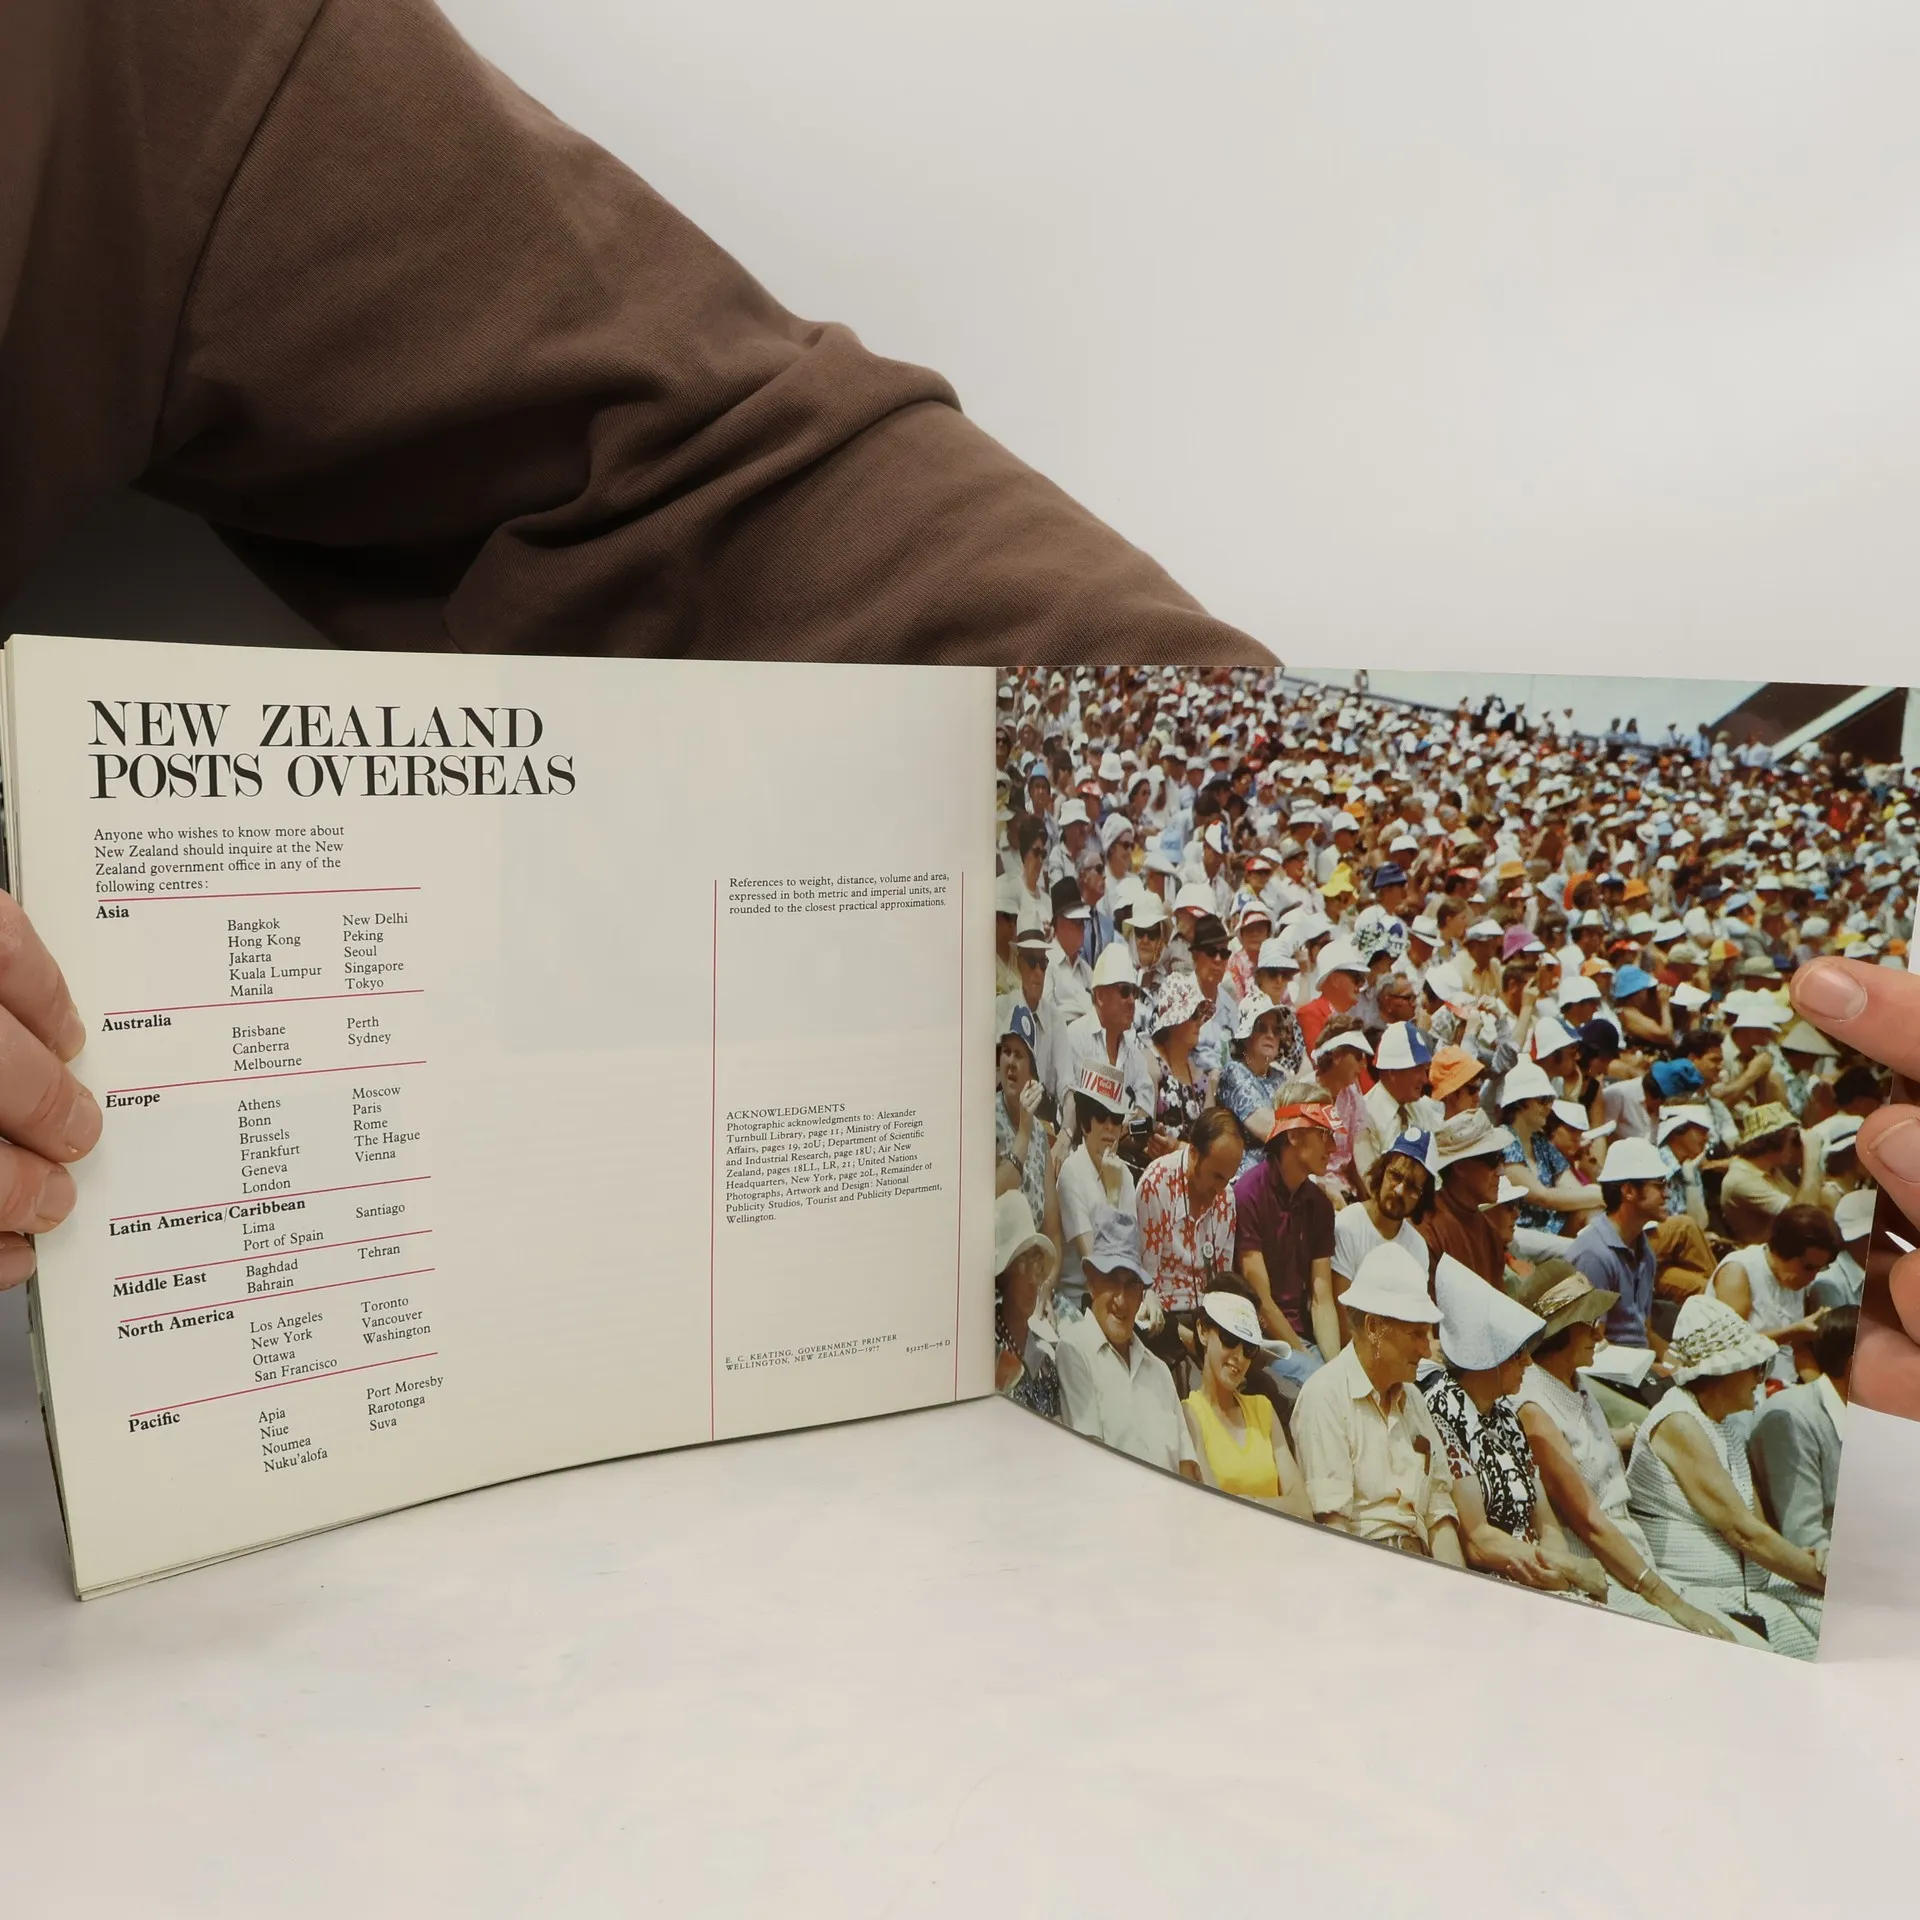 NEW ZEALAND
POSTS OVERSEAS
Anyone who wishes to know more about
New Zealand should inquire at the New
Zealand government office in any of the
following centres:
Asia
Bangkok
Hong Kong
Jakarta
Kuala Lumpur
Manila
New Delhi
Peking
Seoul
Singapore
Tokyo
Australia
Brisbane
Canberra
Melbourne
Perth
Sydney
Europe
Athens
Bonn
Brussels
Frankfurt
Geneva
London
Moscow
Paris
Rome
The Hague
Vienna
Latin America/Caribbean
Lima
Port of Spain
Santiago
Middle East
Baghdad
Bahrain
Tehran
North America
Los Angeles
New York
Ottawa
San Francisco
Toronto
Vancouver
Washington
Pacific
Apia
Niue
Noumea
Nuku'alofa
Port Moresby
Rarotonga
Suva
References to weight, distance, volume and area,
expressed in both metric and imperial units, are
rounded to the closest practical approximations.
ACKNOWLEDGMENTS
Photographic acknowledgments to: Alexander
Turnbull Library, page 11; Ministry of Foreign
Affairs, pages 19, 20U; Department of Scientific
and Industrial Research, page 18U; Air New
Zealand, pages 18LL, LR, 21; United Nations
Headquarters, New York, page 20L, Remainder of
Photographs, Artwork and Design: National
Publicity Studios, Tourist and Publicity Department,
Wellington.
E. C. KEATING, GOVERNMENT PRINTER
WELLINGTON, NEW ZEALAND—1977
85127E—76 D